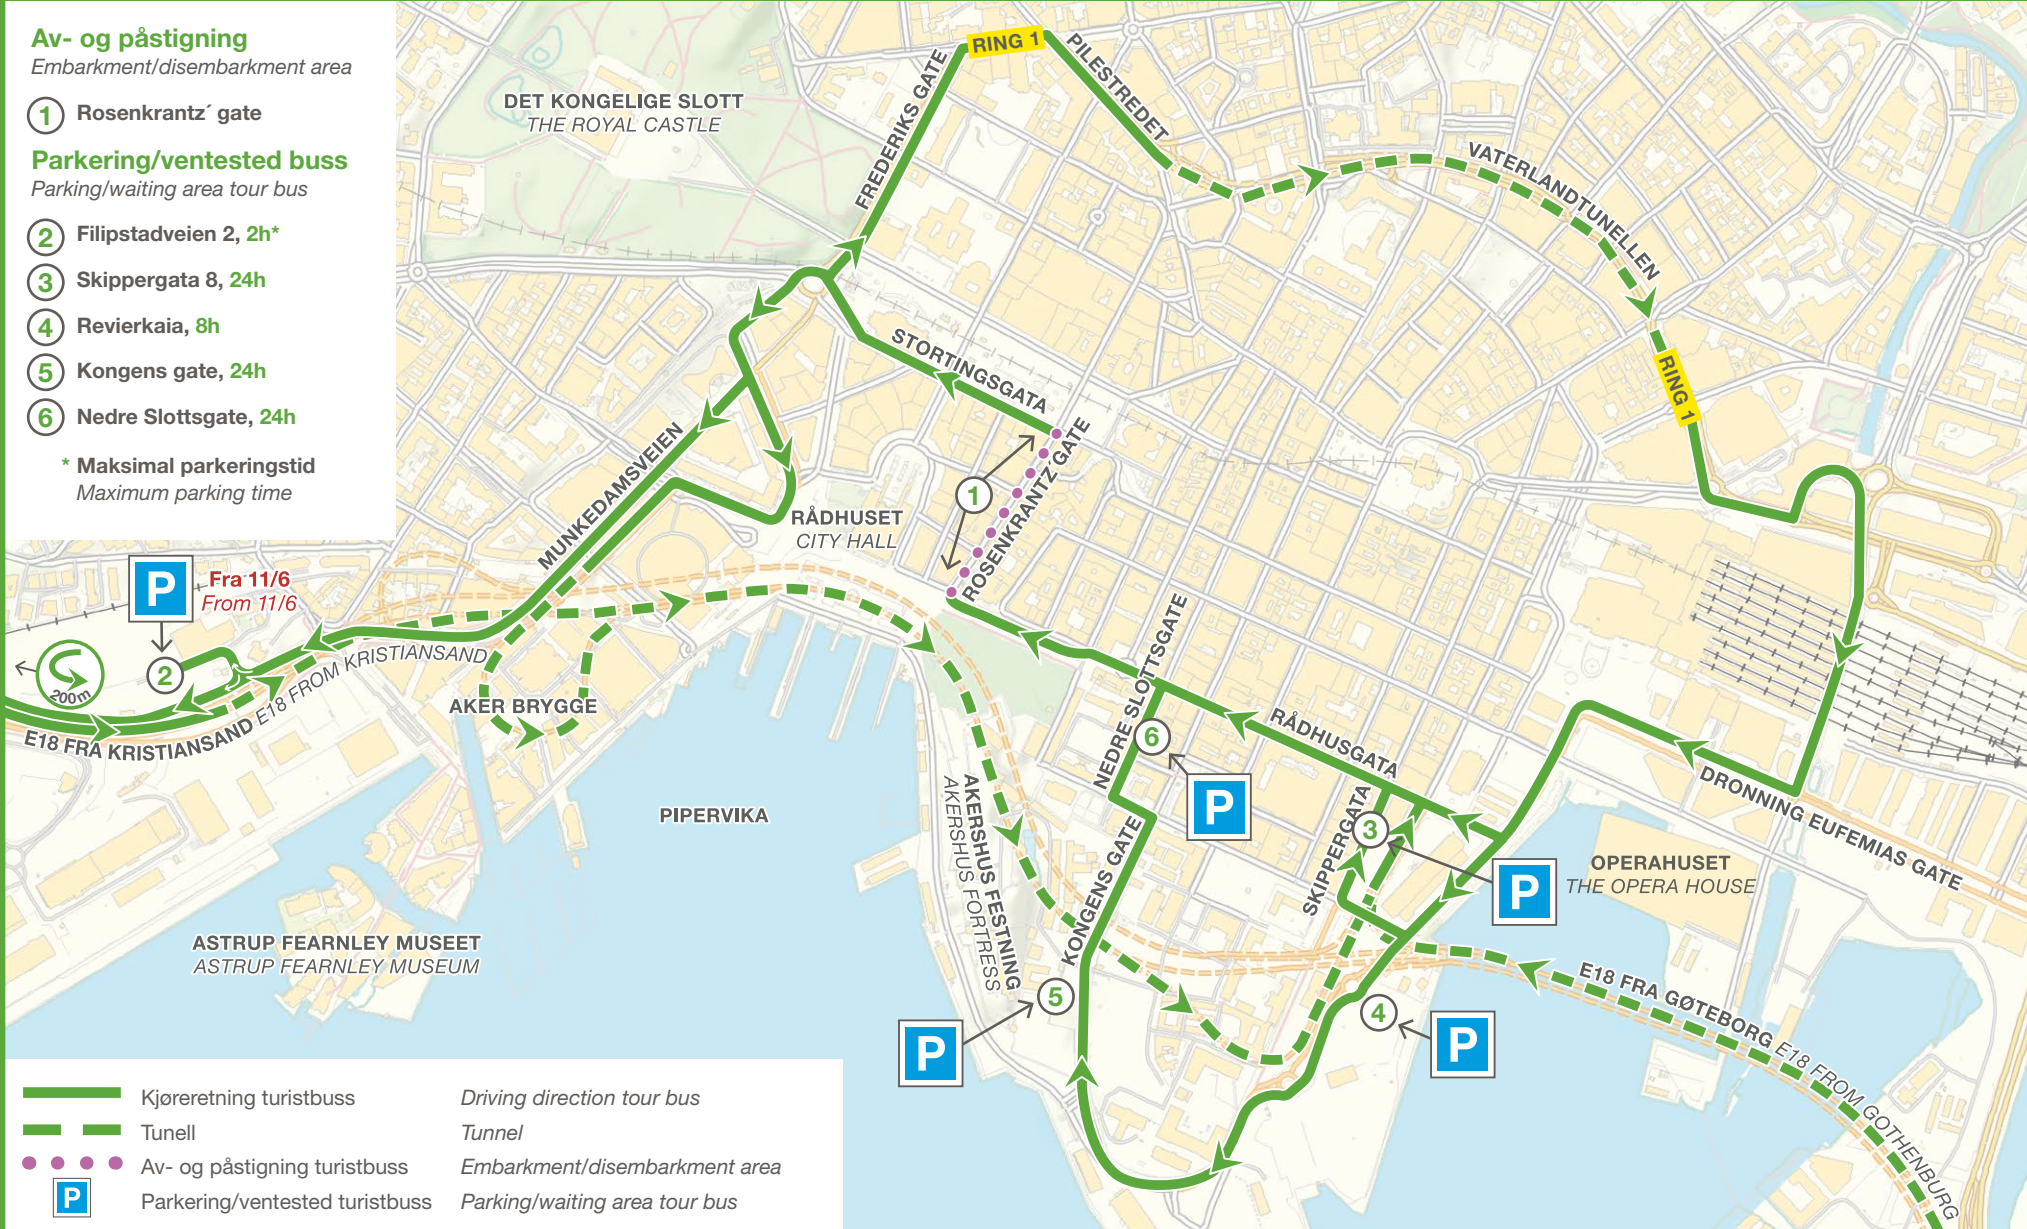 Av- og påstigning
Embarkment/disembarkment area
1 Rosenkrantz´ gate
Parkering/ventested buss
Parking/waiting area tour bus
2 Filipstadveien 2, 2h*
3 Skippergata 8, 24h
4 Revierkaia, 8h
5 Kongens gate, 24h
6 Nedre Slottsgate, 24h
* Maksimal parkeringstid
Maximum parking time
DET KONGELIGE SLOTT
THE ROYAL CASTLE
FREDERIKS GATE
RING 1
PILESTREDET
VATERLANDTUNELLEN
RING 1
STORTINGSGATA
ROSENKRANTZ GATE
1
MUNKEDAMSVEIEN
RÅDHUSET
CITY HALL
P
Fra 11/6
From 11/6
2
200m
E18 FRA KRISTIANSAND E18 FROM KRISTIANSAND
AKER BRYGGE
NEDRE SLOTTSGATE
6
P
RÅDHUSGATA
SKIPPERGATA
3
P
DRONNING EUFEMIAS GATE
OPERAHUSET
THE OPERA HOUSE
PIPERVIKA
AKERSHUS FESTNING
AKERSHUS FORTRESS
KONGENS GATE
5
P
4
P
E18 FRA GØTEBORG E18 FROM GOTHENBURG
ASTRUP FEARNLEY MUSEET
ASTRUP FEARNLEY MUSEUM
Kjøreretning turistbuss Driving direction tour bus
Tunell Tunnel
Av- og påstigning turistbuss Embarkment/disembarkment area
P Parkering/ventested turistbuss Parking/waiting area tour bus